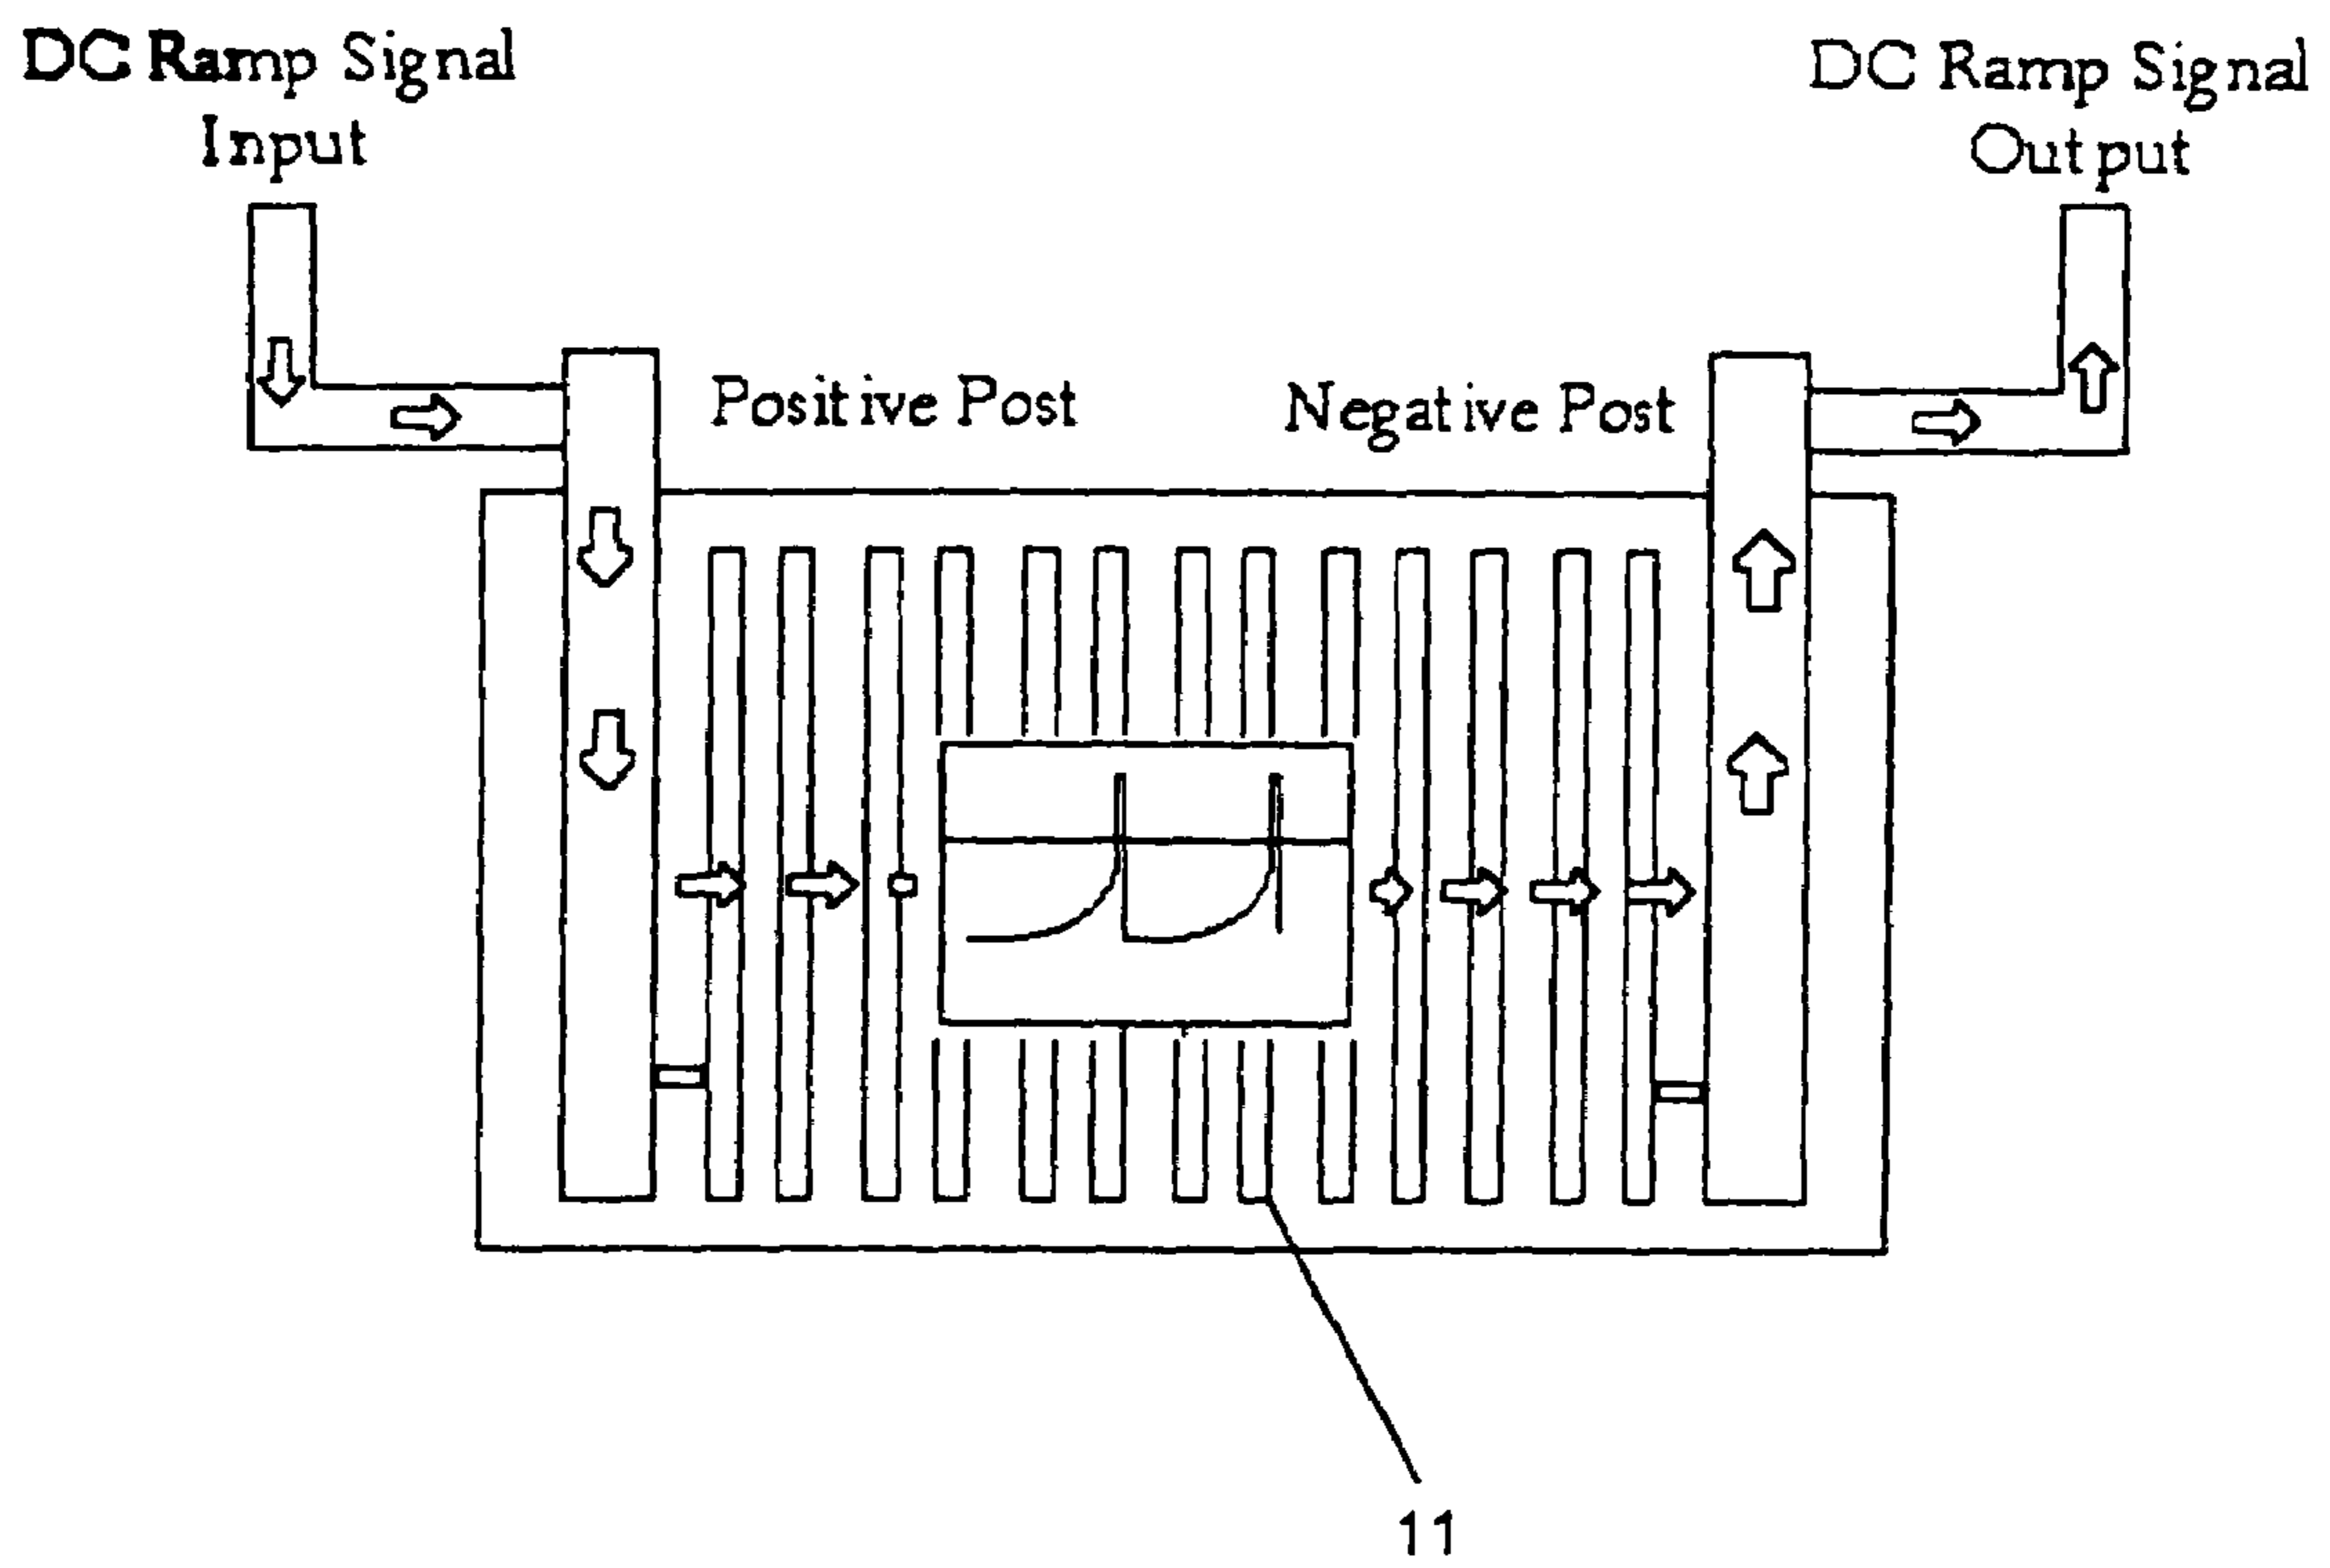 DC Ramp Signal
Input
DC Ramp Signal
Output
Positive Post
Negative Post
11